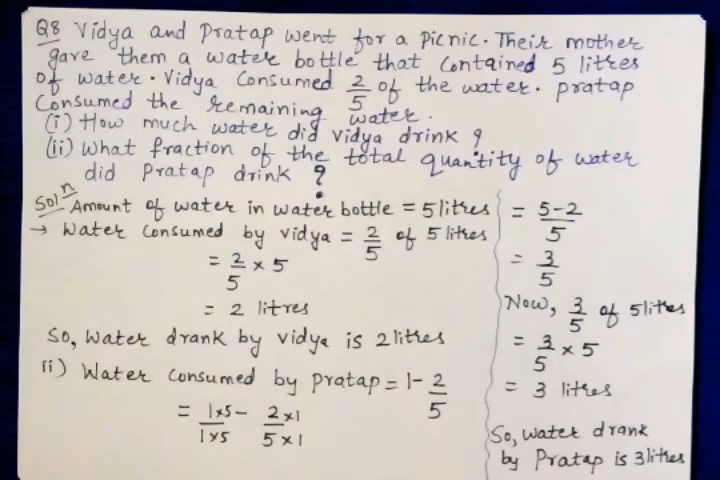 Q8 Vidya and Pratap went for a picnic. Their mother
gave them a water bottle that contained 5 litres
of water. Vidya consumed 2/5 of the water. pratap
consumed the remaining water.
(i) How much water did vidya drink ?
(ii) What fraction of the total quantity of water
did Pratap drink ?
Solⁿ Amount of water in water bottle = 5 litres
→ Water consumed by vidya = 2/5 of 5 litres
= 2/5 × 5
= 2 litres
So, water drank by vidya is 2 litres
ii) Water consumed by pratap = 1 - 2/5
= 1×5/1×5 - 2×1/5×1
= 5-2/5
= 3/5
Now, 3/5 of 5 litres
= 3/5 × 5
= 3 litres
So, water drank
by Pratap is 3 litres